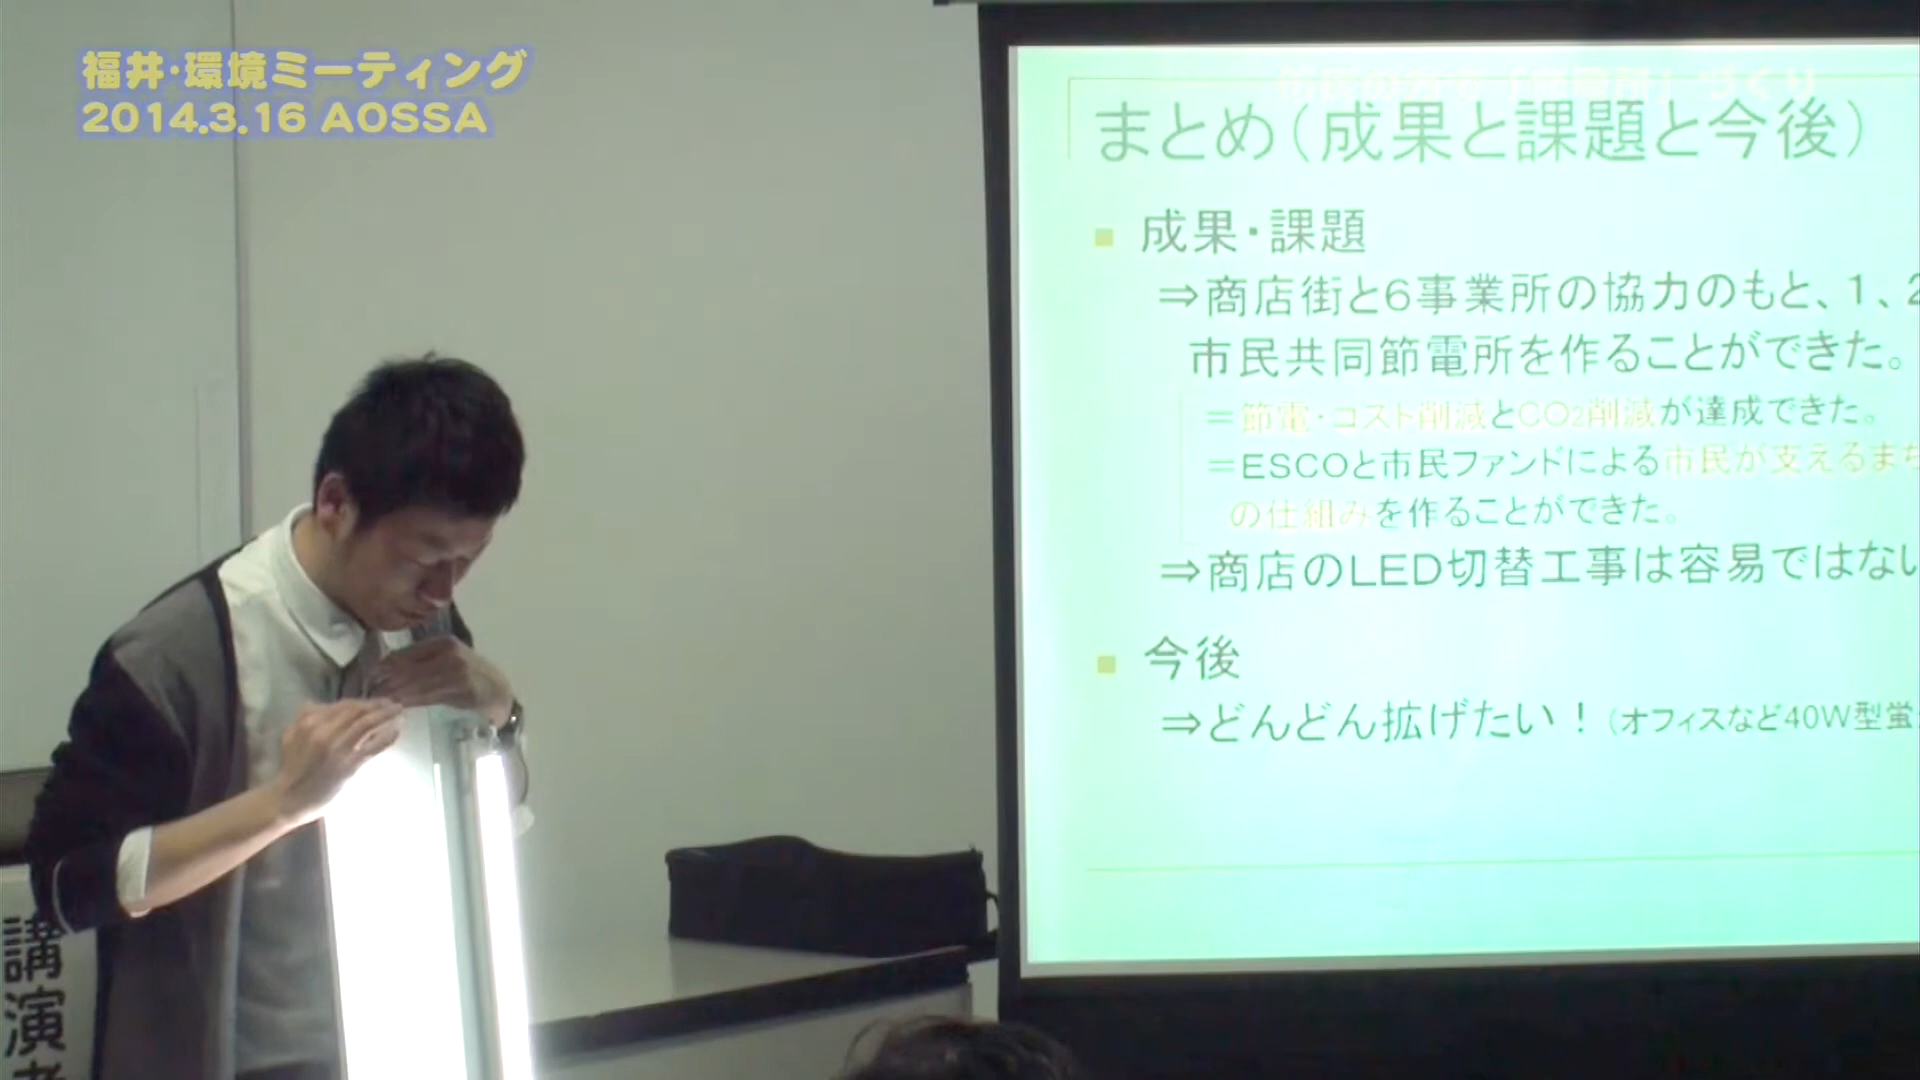 福井・環境ミーティング
2014.3.16 AOSSA
づくり
まとめ（成果と課題と今後）
■ 成果・課題
⇒商店街と6事業所の協力のもと、1、2
市民共同節電所を作ることができた。
＝節電・コスト削減とCO2削減が達成できた。
＝ESCOと市民ファンドによる市民が支えるまち
の仕組みを作ることができた。
⇒商店のLED切替工事は容易ではない
■ 今後
⇒どんどん拡げたい！（オフィスなど40W型蛍
講演者